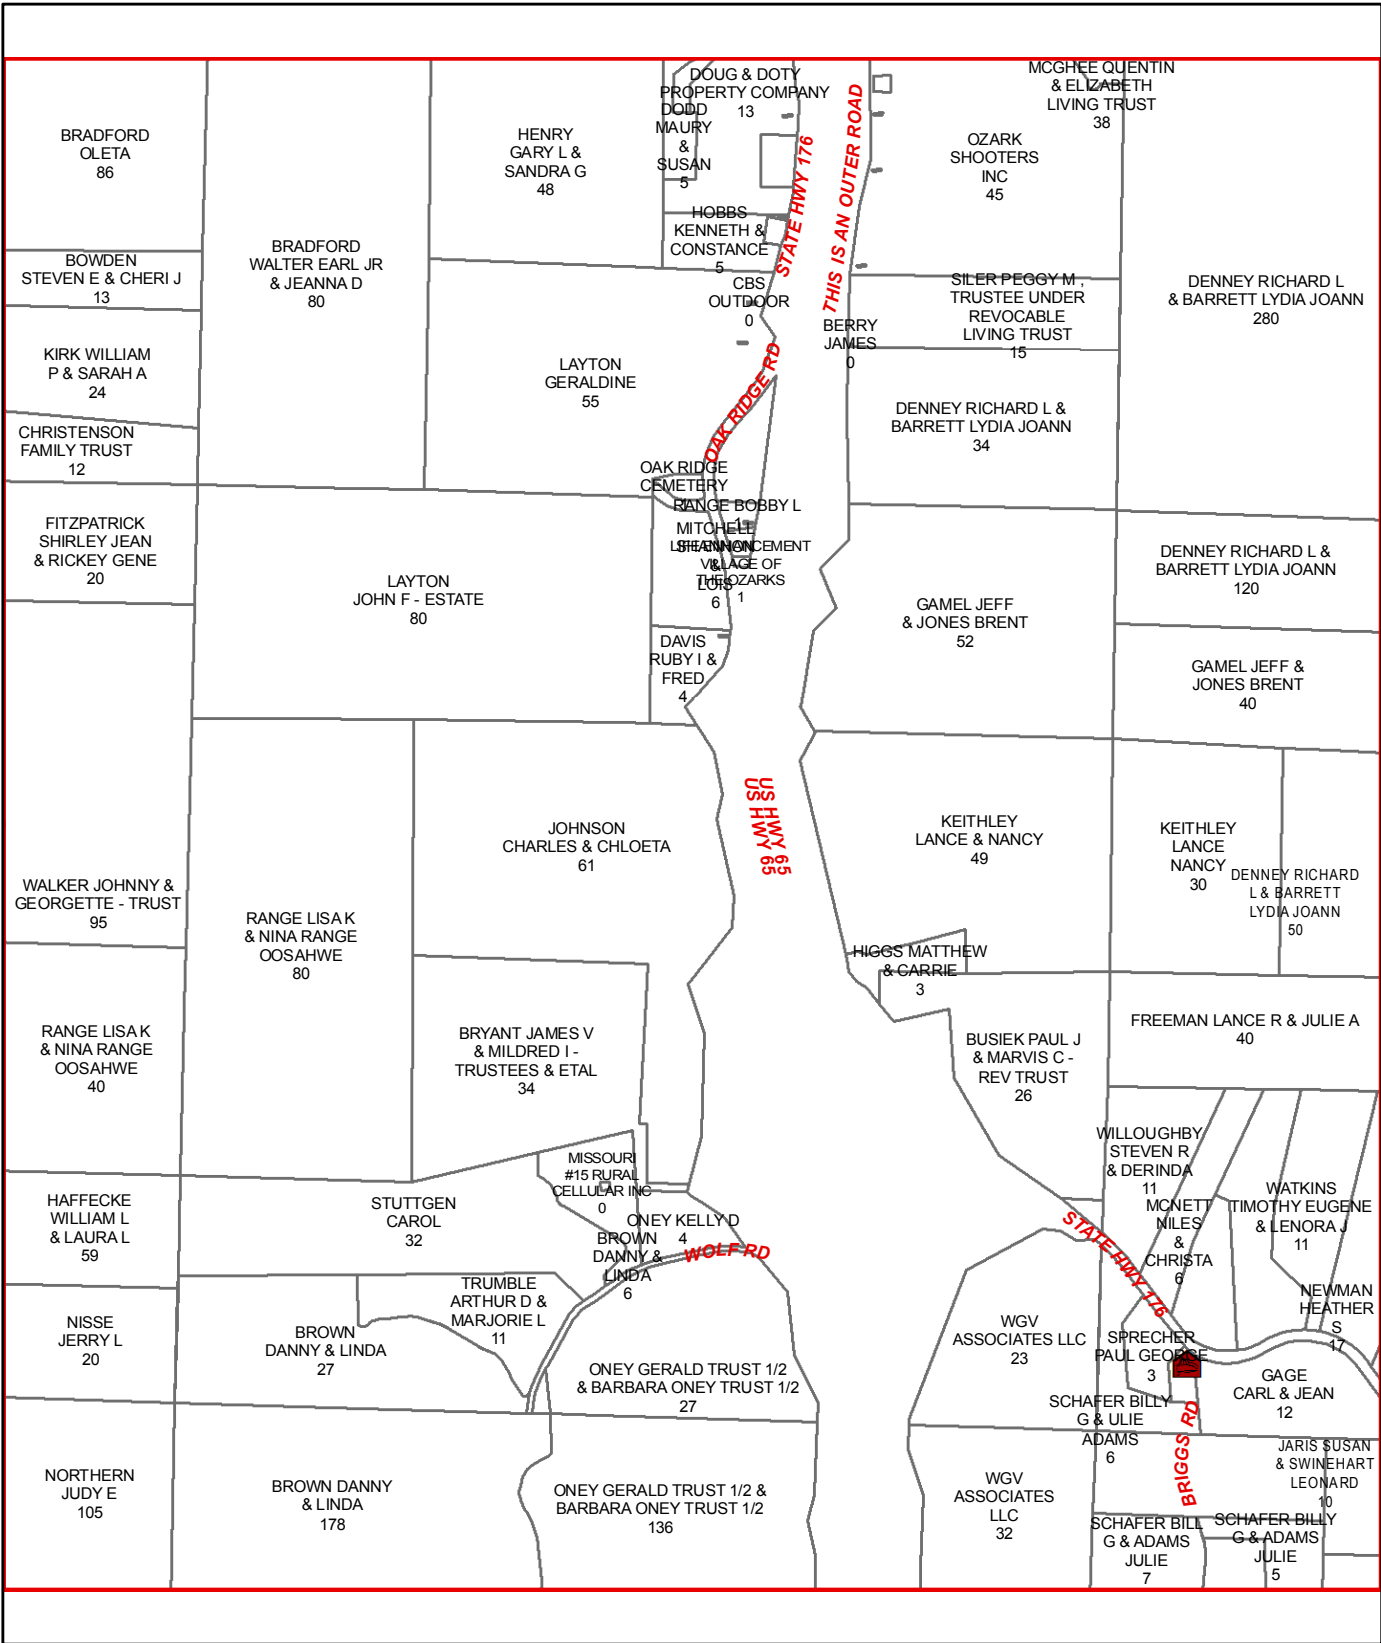 BRADFORD
OLETA
86
BOWDEN
STEVEN E & CHERI J
13
KIRK WILLIAM
P & SARAH A
24
CHRISTENSON
FAMILY TRUST
12
FITZPATRICK
SHIRLEY JEAN
& RICKEY GENE
20
BRADFORD
WALTER EARL JR
& JEANNA D
80
HENRY
GARY L &
SANDRA G
48
DOUG & DOTY
PROPERTY COMPANY
13
DODD
MAURY
&
SUSAN
5
HOBBS
KENNETH &
CONSTANCE
5
STATE HWY 176
THIS IS AN OUTER ROAD
CBS
OUTDOOR
0
BERRY
JAMES
0
MCGHEE QUENTIN
& ELIZABETH
LIVING TRUST
38
OZARK
SHOOTERS
INC
45
SILER PEGGY M ,
TRUSTEE UNDER
REVOCABLE
LIVING TRUST
15
DENNEY RICHARD L
& BARRETT LYDIA JOANN
280
LAYTON
GERALDINE
55
OAK RIDGE RD
DENNEY RICHARD L &
BARRETT LYDIA JOANN
34
OAK RIDGE
CEMETERY
RANGE BOBBY L
1
MITCHELL
&
LOIS
6
VILLAGE OF
THE OZARKS
1
LAYTON
JOHN F - ESTATE
80
DAVIS
RUBY I &
FRED
4
GAMEL JEFF
& JONES BRENT
52
DENNEY RICHARD L &
BARRETT LYDIA JOANN
120
GAMEL JEFF &
JONES BRENT
40
WALKER JOHNNY &
GEORGETTE - TRUST
95
RANGE LISA K
& NINA RANGE
OOSAHWE
80
JOHNSON
CHARLES & CHLOETA
61
US HWY 65
US HWY 65
KEITHLEY
LANCE & NANCY
49
KEITHLEY
LANCE
NANCY
30
DENNEY RICHARD
L & BARRETT
LYDIA JOANN
50
HIGGS MATTHEW
& CARRIE
3
RANGE LISA K
& NINA RANGE
OOSAHWE
40
BRYANT JAMES V
& MILDRED I -
TRUSTEES & ETAL
34
BUSIEK PAUL J
& MARVIS C -
REV TRUST
26
FREEMAN LANCE R & JULIE A
40
HAFFECKE
WILLIAM L
& LAURA L
59
STUTTGEN
CAROL
32
MISSOURI
#15 RURAL
CELLULAR INC
0
ONEY KELLY D
4
BROWN
DANNY &
LINDA
6
WOLF RD
WILLOUGHBY
STEVEN R
& DERINDA
11
MCNETT
NILES
&
CHRISTA
6
WATKINS
TIMOTHY EUGENE
& LENORA J
11
STATE HWY 176
NEWMAN
HEATHER
S
17
NISSE
JERRY L
20
BROWN
DANNY & LINDA
27
TRUMBLE
ARTHUR D &
MARJORIE L
11
ONEY GERALD TRUST 1/2
& BARBARA ONEY TRUST 1/2
27
WGV
ASSOCIATES LLC
23
SPRECHER
PAUL GEORGE
3
GAGE
CARL & JEAN
12
SCHAFER BILLY
G & ULIE
ADAMS
6
BRIGGS RD
JARIS SUSAN
& SWINEHART
LEONARD
10
NORTHERN
JUDY E
105
BROWN DANNY
& LINDA
178
ONEY GERALD TRUST 1/2 &
BARBARA ONEY TRUST 1/2
136
WGV
ASSOCIATES
LLC
32
SCHAFER BILL
G & ADAMS
JULIE
7
SCHAFER BILLY
G & ADAMS
JULIE
5